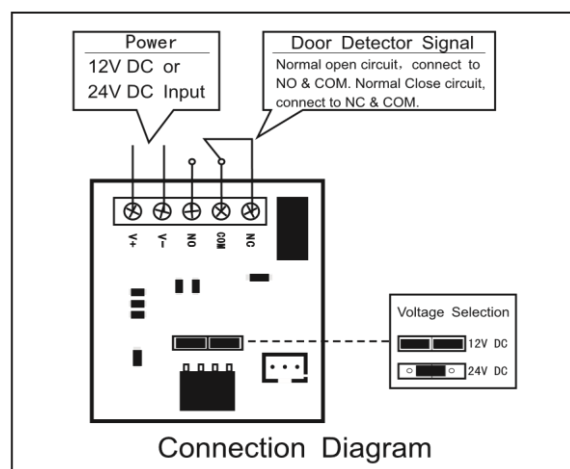 Power
12V DC or
24V DC Input
Door Detector Signal
Normal open circuit, connect to
NO & COM. Normal Close circuit,
connect to NC & COM.
V+
V-
NO
COM
NC
Voltage Selection
12V DC
24V DC
Connection Diagram